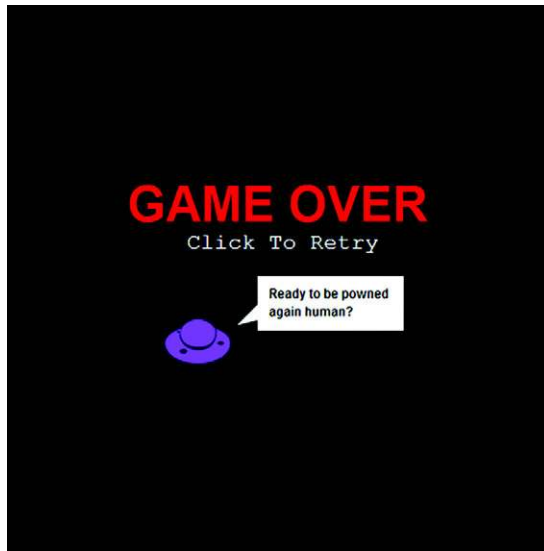 GAME OVER
Click To Retry
Ready to be powned
again human?